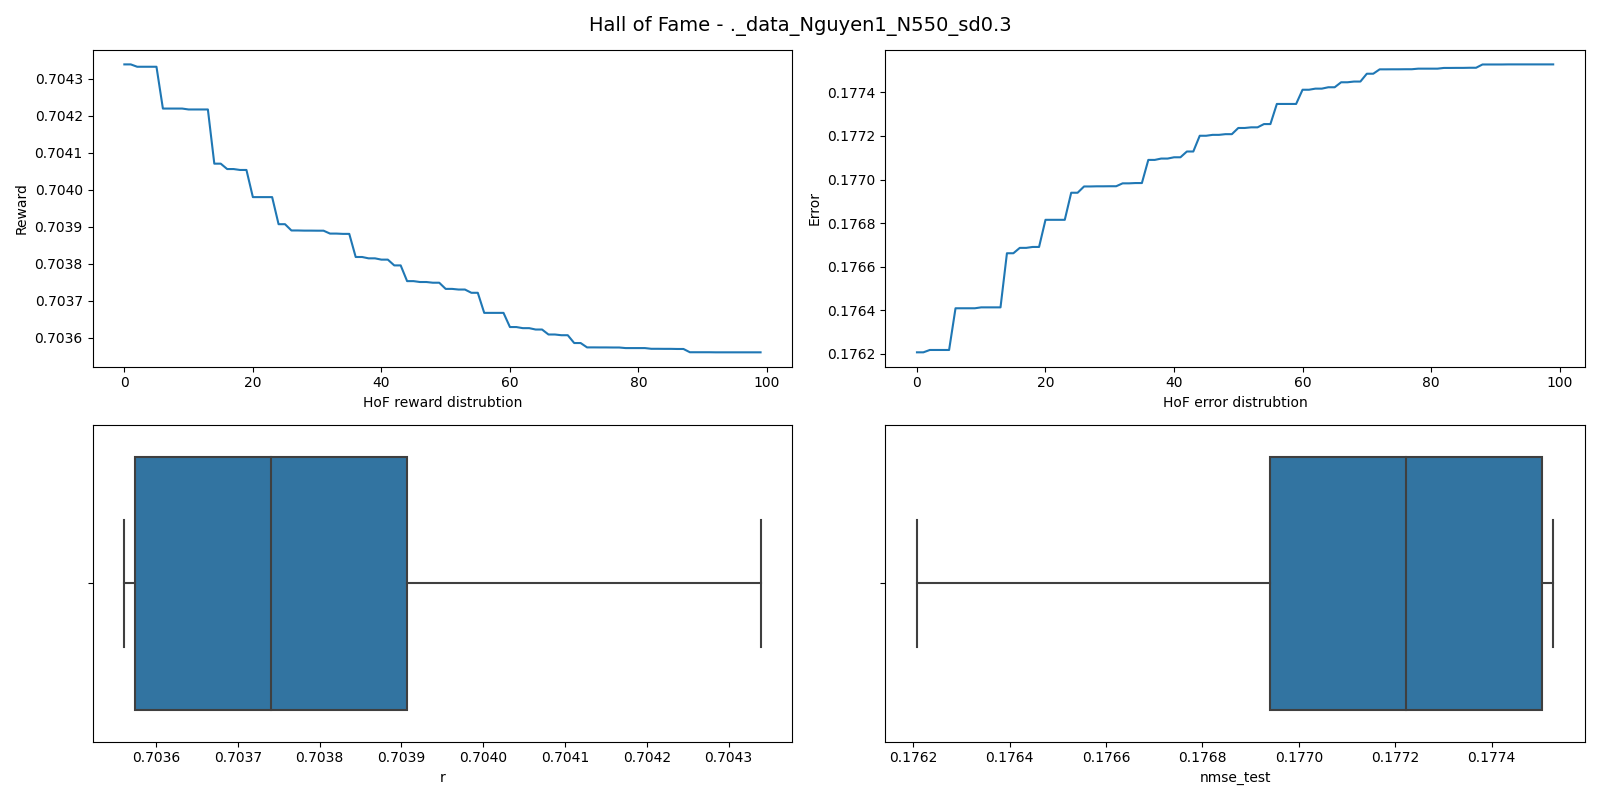 Hall of Fame - ._data_Nguyen1_N550_sd0.3
0.7043
0.7042
0.7041
0.7040
0.7039
0.7038
0.7037
0.7036
Reward
0 20 40 60 80 100
HoF reward distrubtion
0.1774
0.1772
0.1770
0.1768
0.1766
0.1764
0.1762
Error
0 20 40 60 80 100
HoF error distrubtion
0.7036 0.7037 0.7038 0.7039 0.7040 0.7041 0.7042 0.7043
r
0.1762 0.1764 0.1766 0.1768 0.1770 0.1772 0.1774
nmse_test